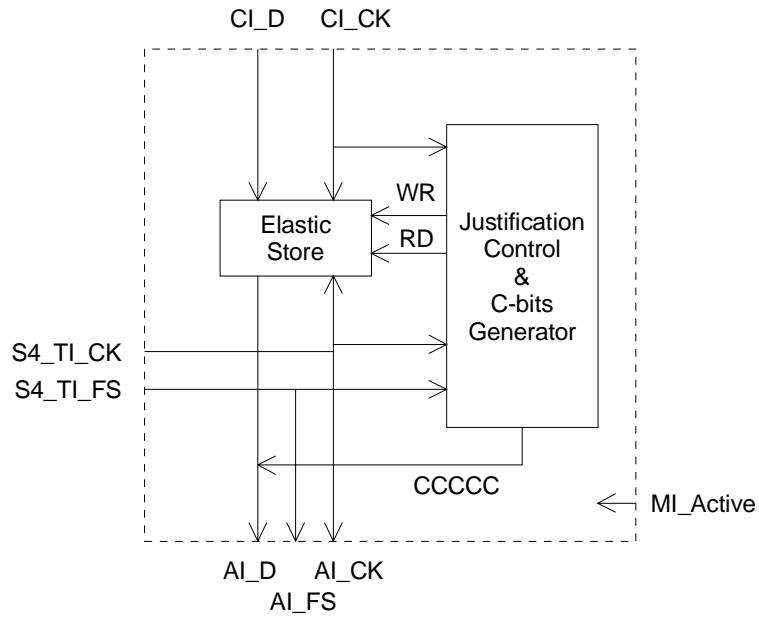 CI_D CI_CK
WR
RD
Elastic
Store
Justification
Control
&
C-bits
Generator
S4_TI_CK
S4_TI_FS
CCCCC
MI_Active
AI_D AI_CK
AI_FS